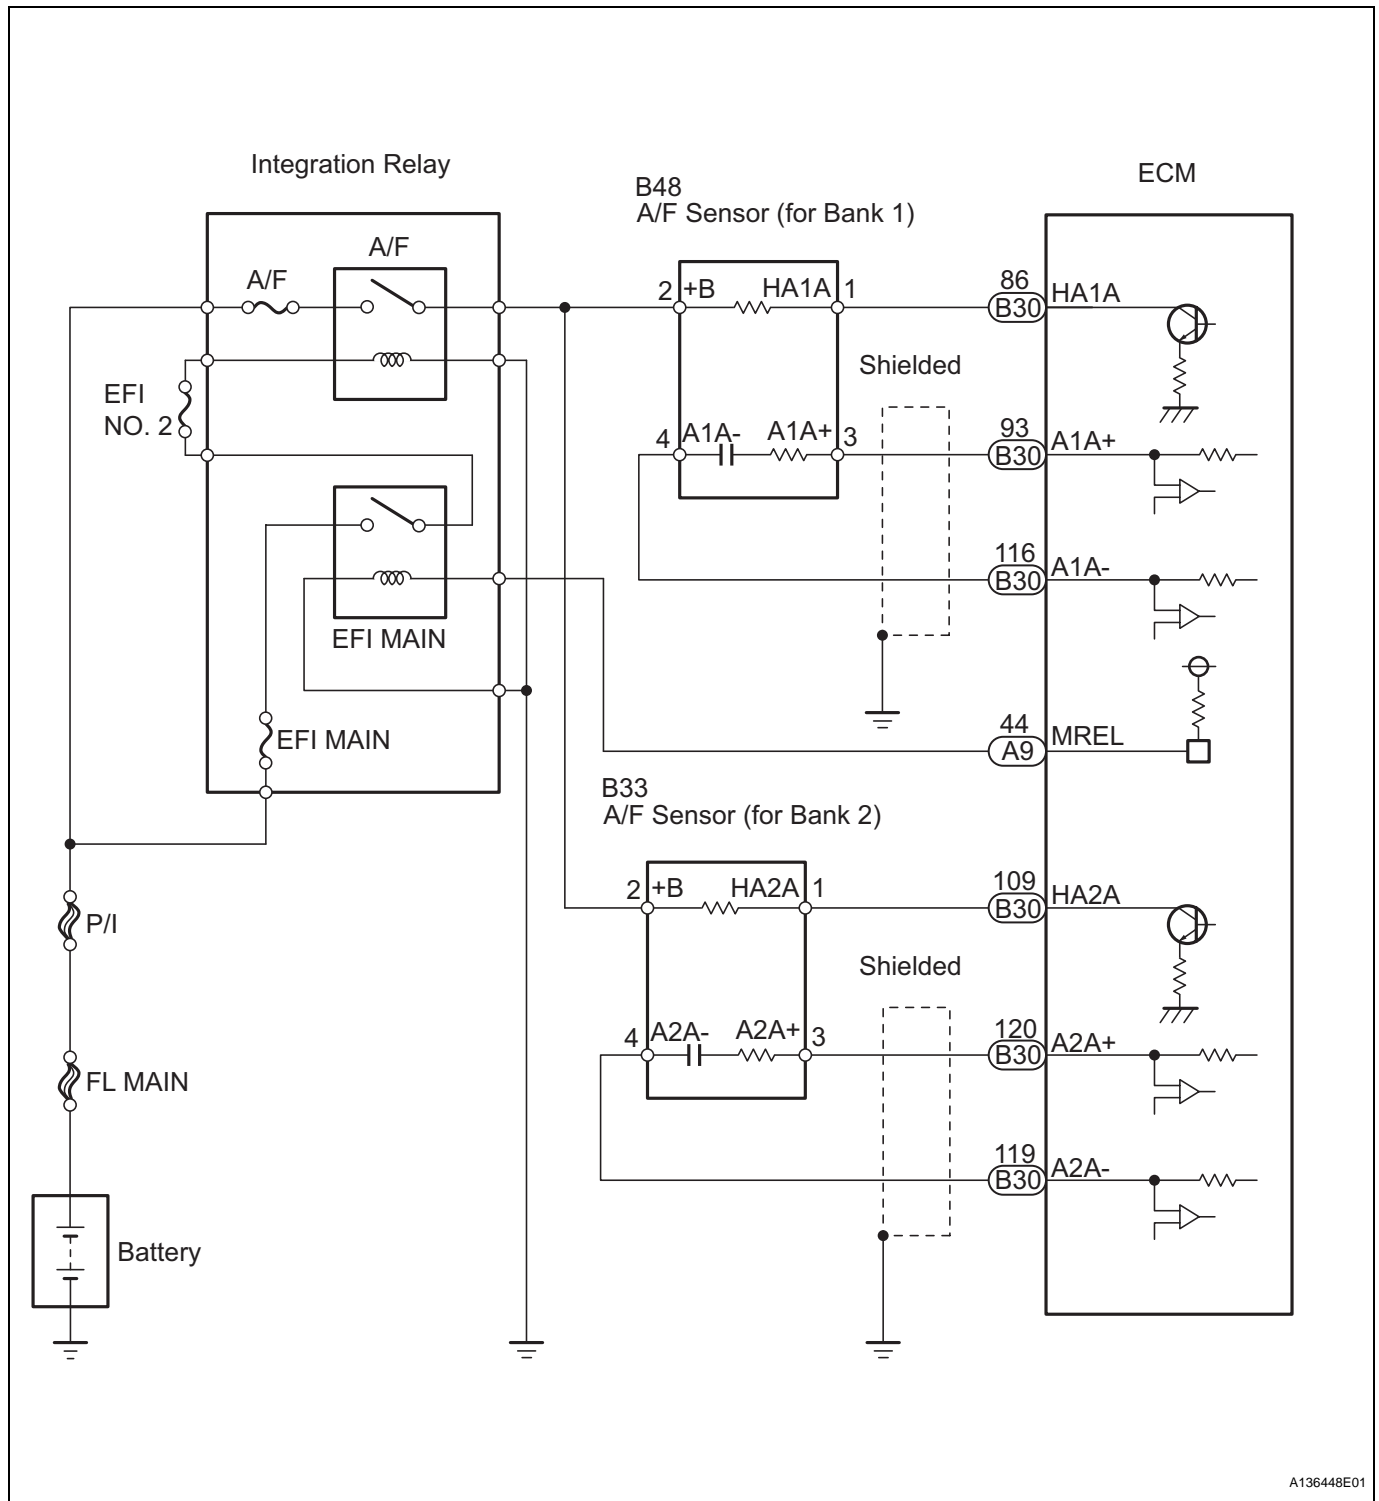 Integration Relay
ECM
B48
A/F Sensor (for Bank 1)
A/F
A/F
2 +B HA1A 1
86
B30 HA1A
EFI
NO. 2
Shielded
4 A1A- A1A+ 3
93
B30 A1A+
116
B30 A1A-
EFI MAIN
EFI MAIN
44
A9 MREL
B33
A/F Sensor (for Bank 2)
2 +B HA2A 1
109
B30 HA2A
P/I
Shielded
4 A2A- A2A+ 3
120
B30 A2A+
FL MAIN
119
B30 A2A-
Battery
A136448E01